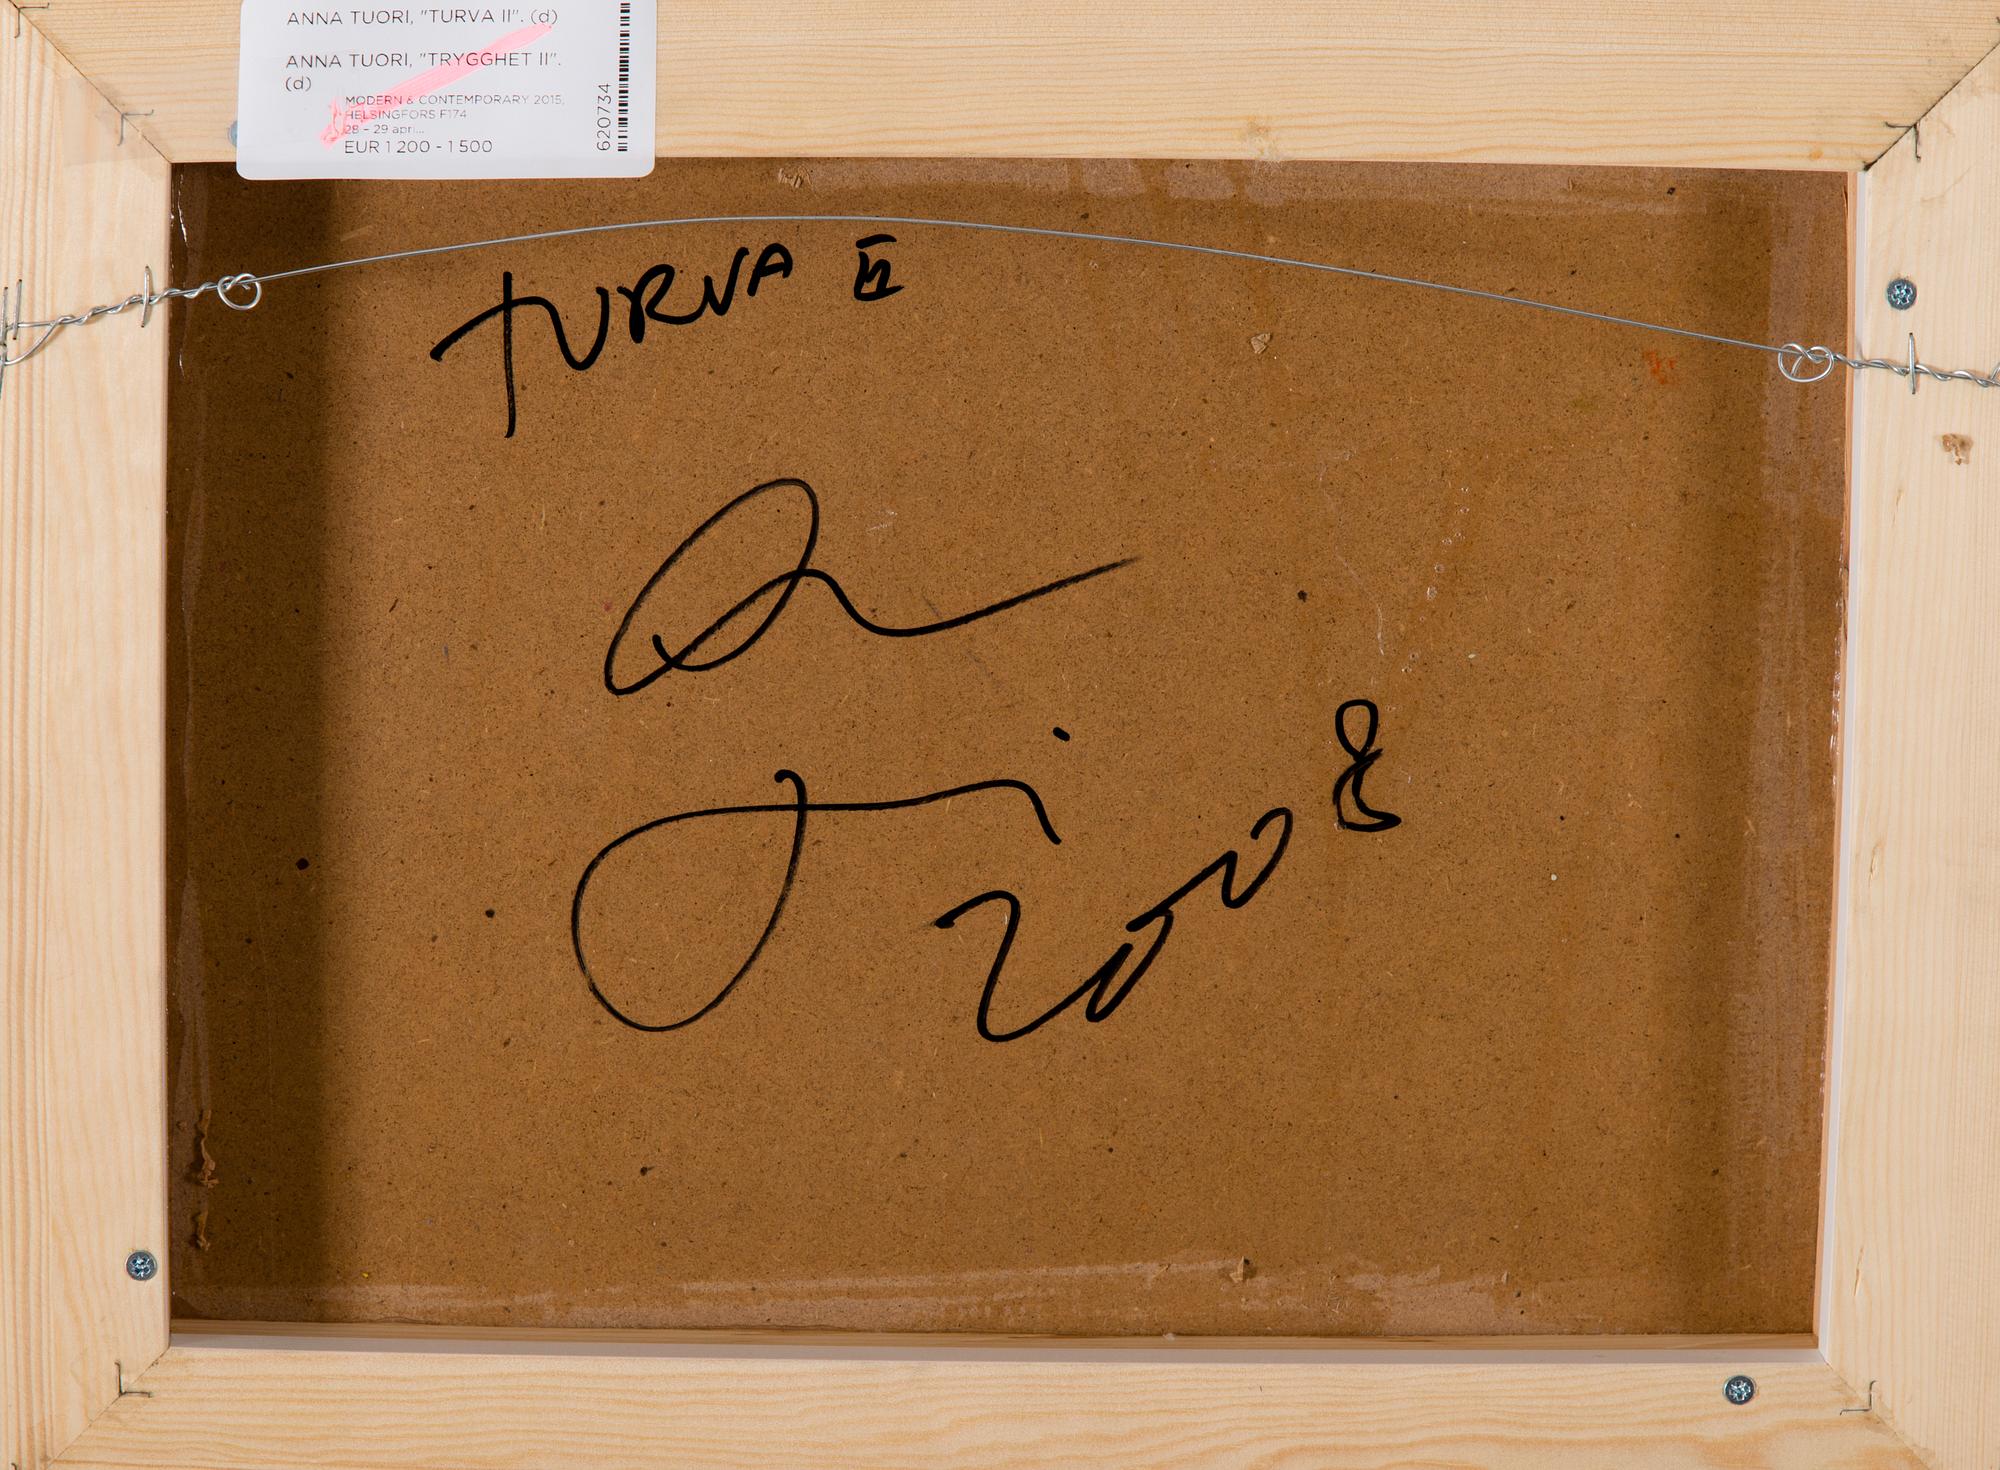 ANNA TUORI, "TURVA II". (d)
ANNA TUORI, "TRYGGHET II".
(d)
MODERN & CONTEMPORARY 2015,
HELSINGFORS F174
28 – 29 apri...
EUR 1 200 - 1 500
620734
TURVA II
2008